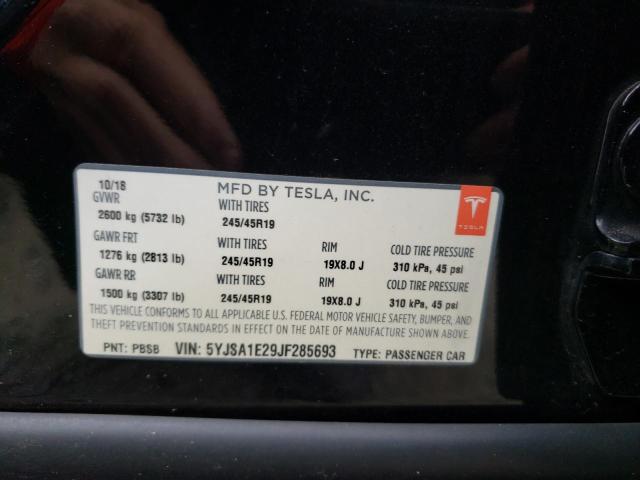 10/18 MFD BY TESLA, INC.
GVWR WITH TIRES
2600 kg (5732 lb) 245/45R19
GAWR FRT WITH TIRES RIM COLD TIRE PRESSURE
1276 kg (2813 lb) 245/45R19 19X8.0 J 310 kPa, 45 psi
GAWR RR WITH TIRES RIM COLD TIRE PRESSURE
1500 kg (3307 lb) 245/45R19 19X8.0 J 310 kPa, 45 psi
THIS VEHICLE CONFORMS TO ALL APPLICABLE U.S. FEDERAL MOTOR VEHICLE SAFETY, BUMPER, AND
THEFT PREVENTION STANDARDS IN EFFECT ON THE DATE OF MANUFACTURE SHOWN ABOVE.
PNT: PBSB VIN: 5YJSA1E29JF285693 TYPE: PASSENGER CAR
TESLA